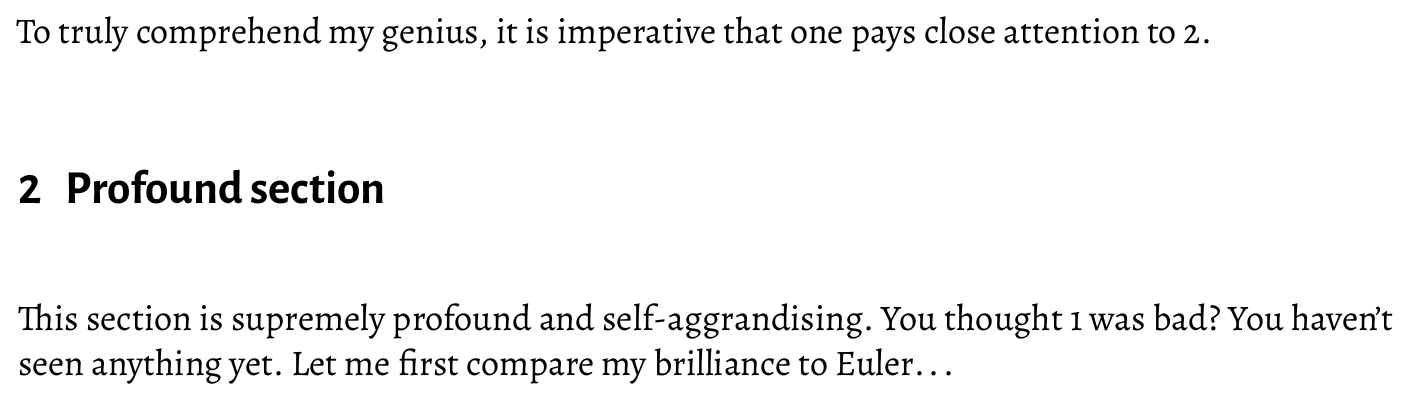 To truly comprehend my genius, it is imperative that one pays close attention to 2.
2 Profound section
This section is supremely profound and self-aggrandising. You thought 1 was bad? You haven’t
seen anything yet. Let me first compare my brilliance to Euler…